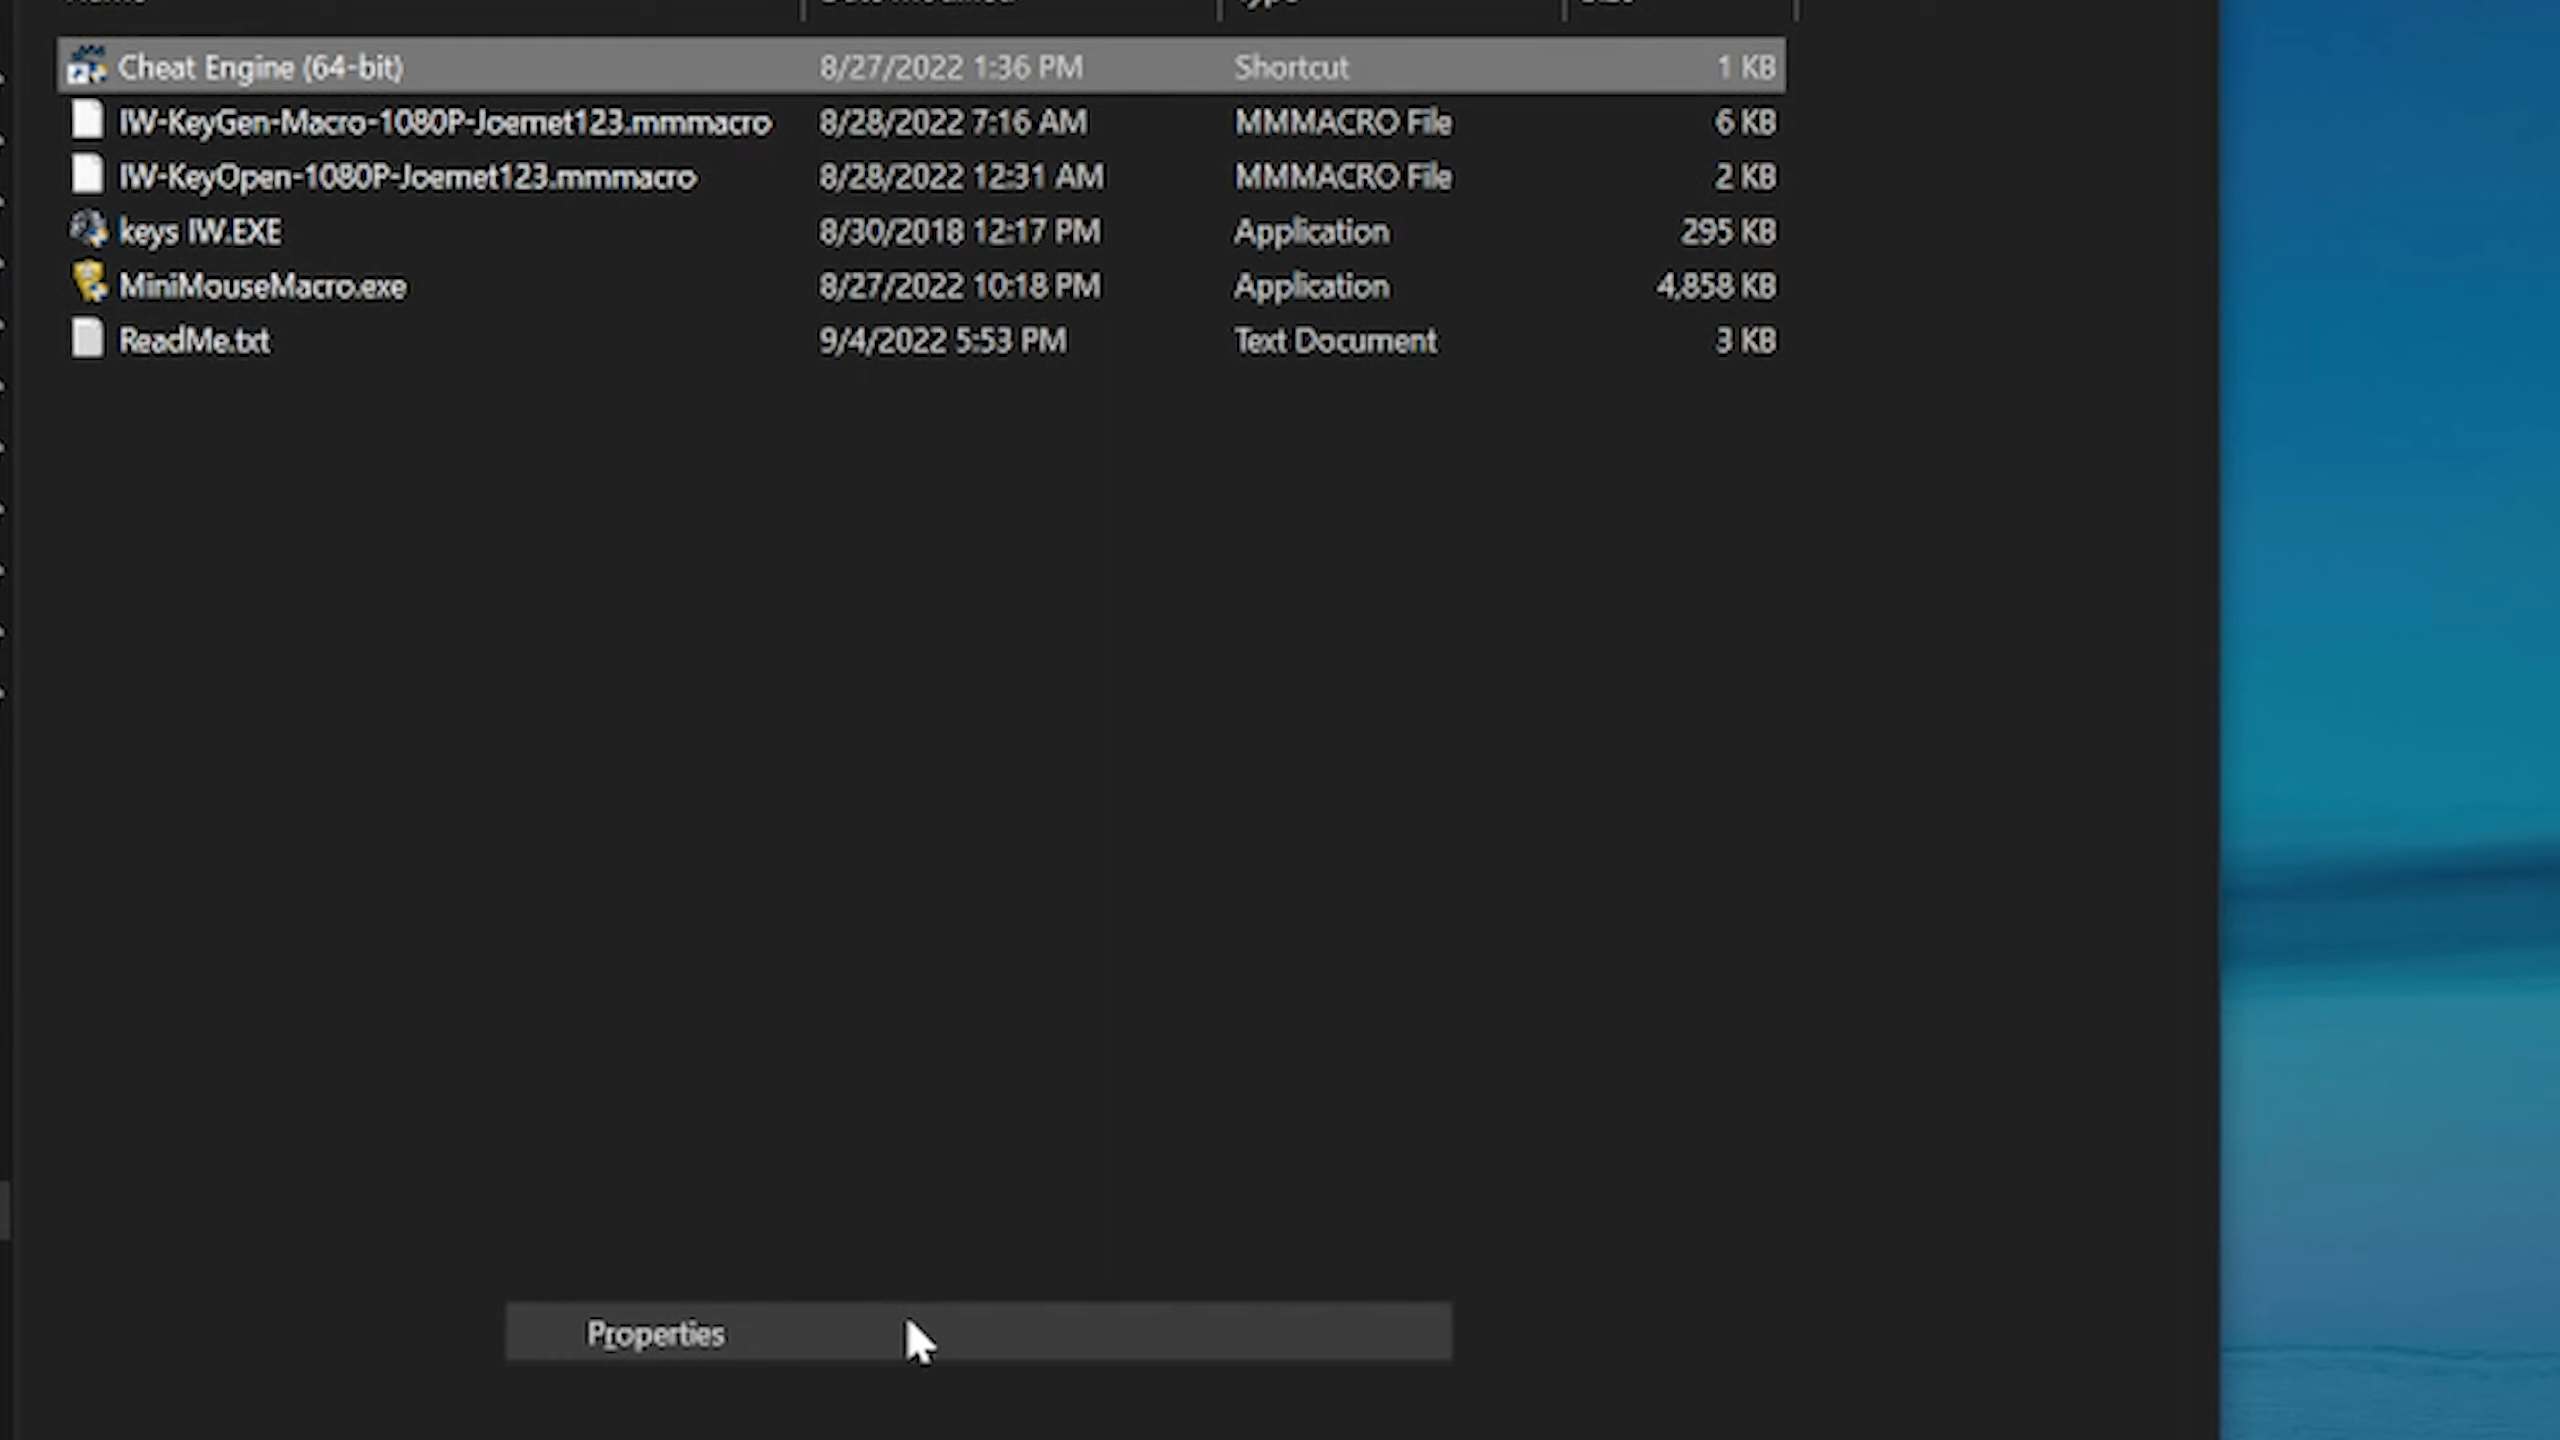 Cheat Engine (64-bit) 8/27/2022 1:36 PM Shortcut 1 KB
IW-KeyGen-Macro-1080P-Joemet123.mmmacro 8/28/2022 7:16 AM MMMACRO File 6 KB
IW-KeyOpen-1080P-Joemet123.mmmacro 8/28/2022 12:31 AM MMMACRO File 2 KB
keys IW.EXE 8/30/2018 12:17 PM Application 295 KB
MiniMouseMacro.exe 8/27/2022 10:18 PM Application 4,858 KB
ReadMe.txt 9/4/2022 5:53 PM Text Document 3 KB
Properties